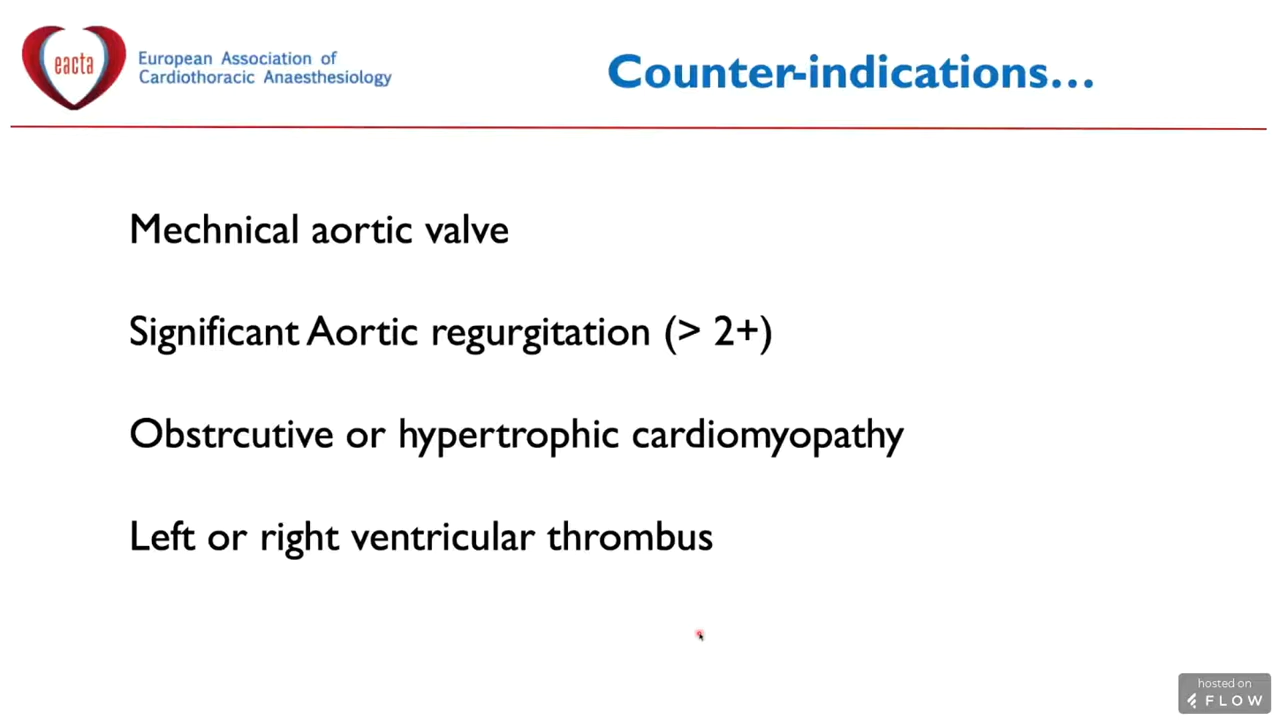 eacta
European Association of
Cardiothoracic Anaesthesiology
Counter-indications...
Mechnical aortic valve
Significant Aortic regurgitation (> 2+)
Obstrcutive or hypertrophic cardiomyopathy
Left or right ventricular thrombus
hosted on
FLOW